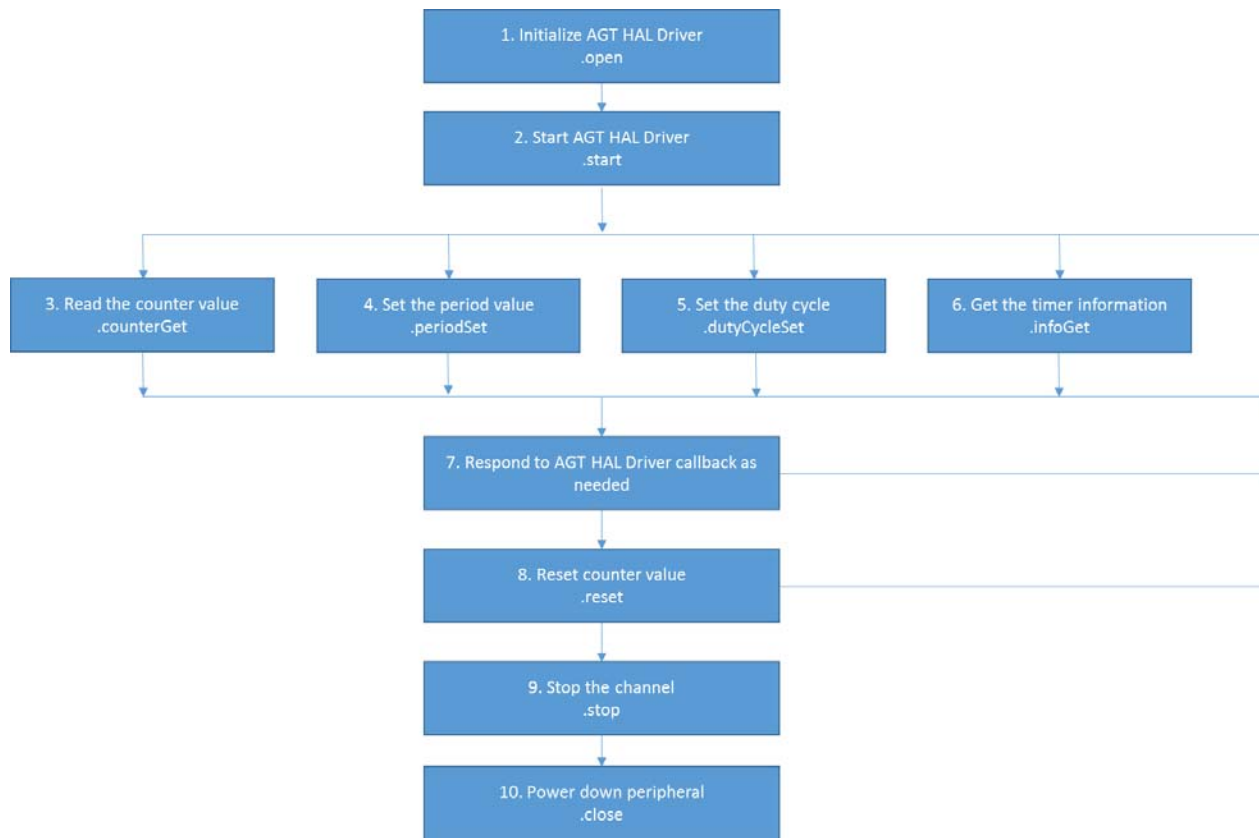 1. Initialize AGT HAL Driver
.open
2. Start AGT HAL Driver
.start
3. Read the counter value
.counterGet
4. Set the period value
.periodSet
5. Set the duty cycle
.dutyCycleSet
6. Get the timer information
.infoGet
7. Respond to AGT HAL Driver callback as
needed
8. Reset counter value
.reset
9. Stop the channel
.stop
10. Power down peripheral
.close